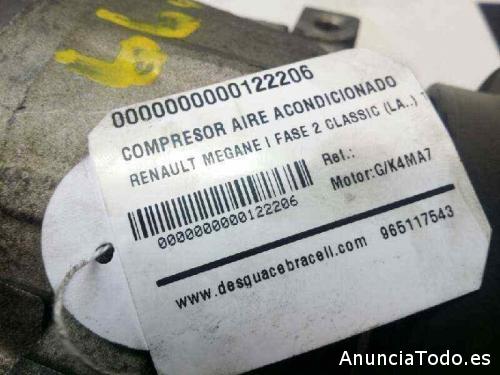 0000000000122206
COMPRESOR AIRE ACONDICIONADO
RENAULT MEGANE I FASE 2 CLASSIC (LA..)
Ref.:
Motor:G/K4MA7
0000000000122206
www.desguacebraceli.com 965117543
AnunciaTodo.es